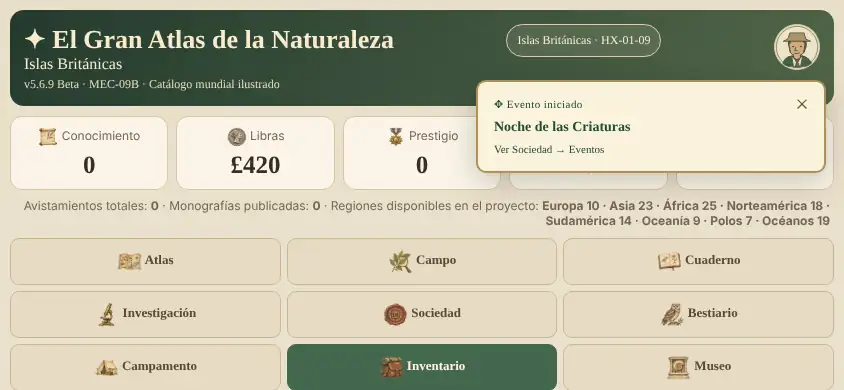 ✦ El Gran Atlas de la Naturaleza
Islas Británicas
v5.6.9 Beta · MEC-09B · Catálogo mundial ilustrado
Islas Británicas · HX-01-09
✥ Evento iniciado
Noche de las Criaturas
Ver Sociedad → Eventos
Conocimiento
0
Libras
£420
Prestigio
0
Avistamientos totales: 0 · Monografías publicadas: 0 · Regiones disponibles en el proyecto: Europa 10 · Asia 23 · África 25 · Norteamérica 18 ·
Sudamérica 14 · Oceanía 9 · Polos 7 · Océanos 19
Atlas
Campo
Cuaderno
Investigación
Sociedad
Bestiario
Campamento
Inventario
Museo